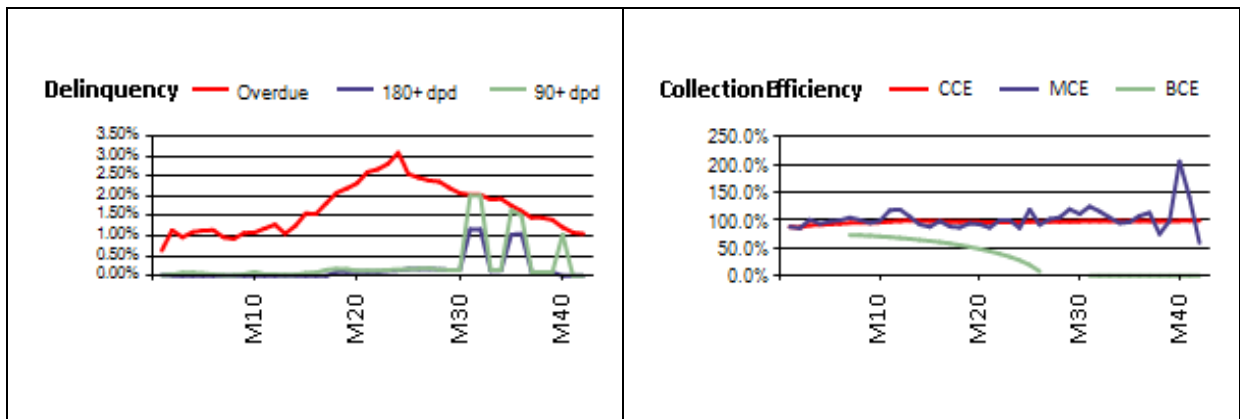 Delinquency Overdue 180+ dpd 90+ dpd
3.50%
3.00%
2.50%
2.00%
1.50%
1.00%
0.50%
0.00%
M10
M20
M30
M40
Collection Efficiency CCE MCE BCE
250.0%
200.0%
150.0%
100.0%
50.0%
0.0%
M10
M20
M30
M40